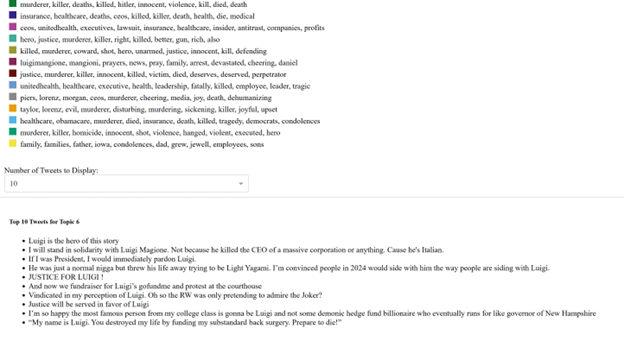 murderer, killer, deaths, killed, hitler, innocent, violence, kill, died, death
insurance, healthcare, deaths, ceos, killed, killer, death, health, die, medical
ceos, unitedhealth, executives, lawsuit, insurance, healthcare, insider, antitrust, companies, profits
hero, justice, murderer, killer, right, killed, better, gun, rich, also
killed, murderer, coward, shot, hero, unarmed, justice, innocent, kill, defending
luigimangione, mangioni, prayers, news, pray, family, arrest, devastated, cheering, daniel
justice, murderer, killer, innocent, killed, victim, died, deserves, deserved, perpetrator
unitedhealth, healthcare, executive, health, leadership, fatally, killed, employee, leader, tragic
piers, lorenz, morgan, ceos, murderer, cheering, media, joy, death, dehumanizing
taylor, lorenz, evil, murderer, disturbing, murdering, sickening, killer, joyful, upset
healthcare, obamacare, murderer, died, insurance, death, killed, tragedy, democrats, condolences
murderer, killer, homicide, innocent, shot, violence, hanged, violent, executed, hero
family, families, father, iowa, condolences, dad, grew, jewell, employees, sons
Number of Tweets to Display:
10
Top 10 Tweets for Topic 6
Luigi is the hero of this story
I will stand in solidarity with Luigi Magione. Not because he killed the CEO of a massive corporation or anything. Cause he's Italian.
If I was President, I would immediately pardon Luigi.
He was just a normal nigga but threw his life away trying to be Light Yagami. I'm convinced people in 2024 would side with him the way people are siding with Luigi.
JUSTICE FOR LUIGI !
And now we fundraiser for Luigi's gofundme and protest at the courthouse
Vindicated in my perception of Luigi. Oh so the RW was only pretending to admire the Joker?
Justice will be served in favor of Luigi
I'm so happy the most famous person from my college class is gonna be Luigi and not some demonic hedge fund billionaire who eventually runs for like governor of New Hampshire
"My name is Luigi. You destroyed my life by funding my substandard back surgery. Prepare to die!"